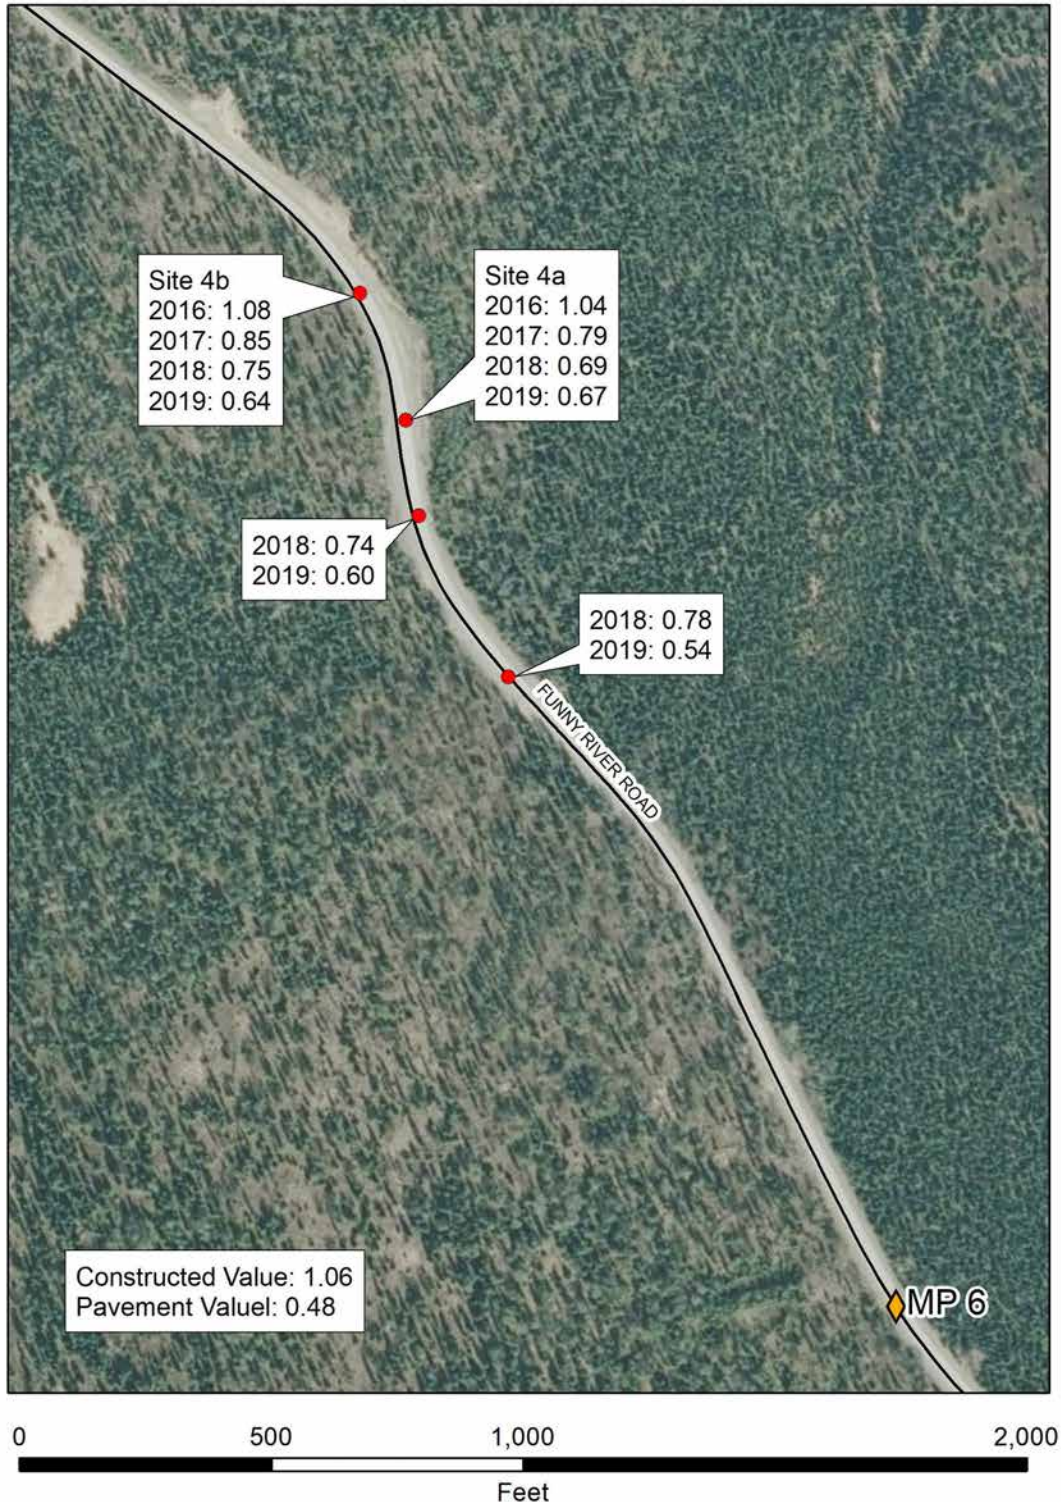 Site 4b
2016: 1.08
2017: 0.85
2018: 0.75
2019: 0.64
Site 4a
2016: 1.04
2017: 0.79
2018: 0.69
2019: 0.67
2018: 0.74
2019: 0.60
2018: 0.78
2019: 0.54
FUNNY RIVER ROAD
Constructed Value: 1.06
Pavement Valuel: 0.48
MP 6
0 500 1,000 2,000
Feet